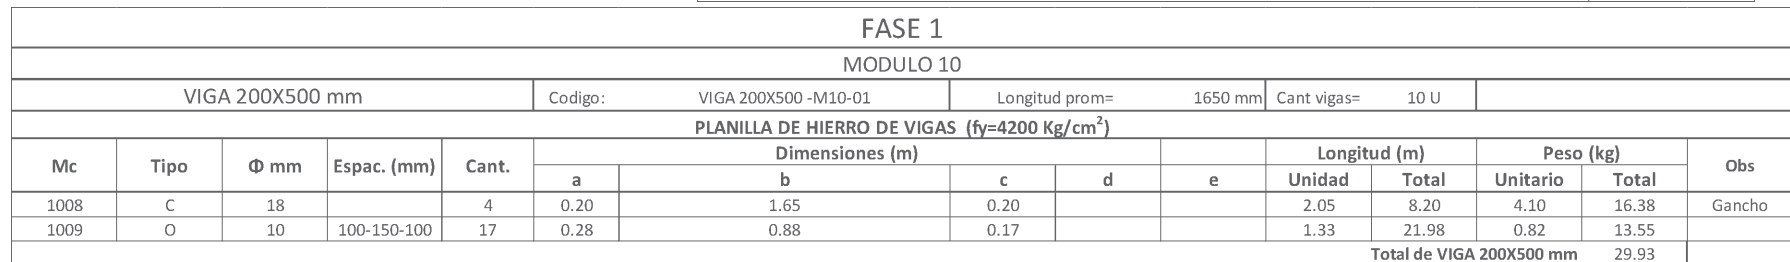 FASE 1
MODULO 10
VIGA 200X500 mm Codigo: VIGA 200X500 -M10-01 Longitud prom= 1650 mm Cant vigas= 10 U
PLANILLA DE HIERRO DE VIGAS (fy=4200 Kg/cm²)
Mc Tipo Φ mm Espac. (mm) Cant. Dimensiones (m) Longitud (m) Peso (kg) Obs
a b c d e Unidad Total Unitario Total
1008 C 18 4 0.20 1.65 0.20 2.05 8.20 4.10 16.38 Gancho
1009 O 10 100-150-100 17 0.28 0.88 0.17 1.33 21.98 0.82 13.55
Total de VIGA 200X500 mm 29.93